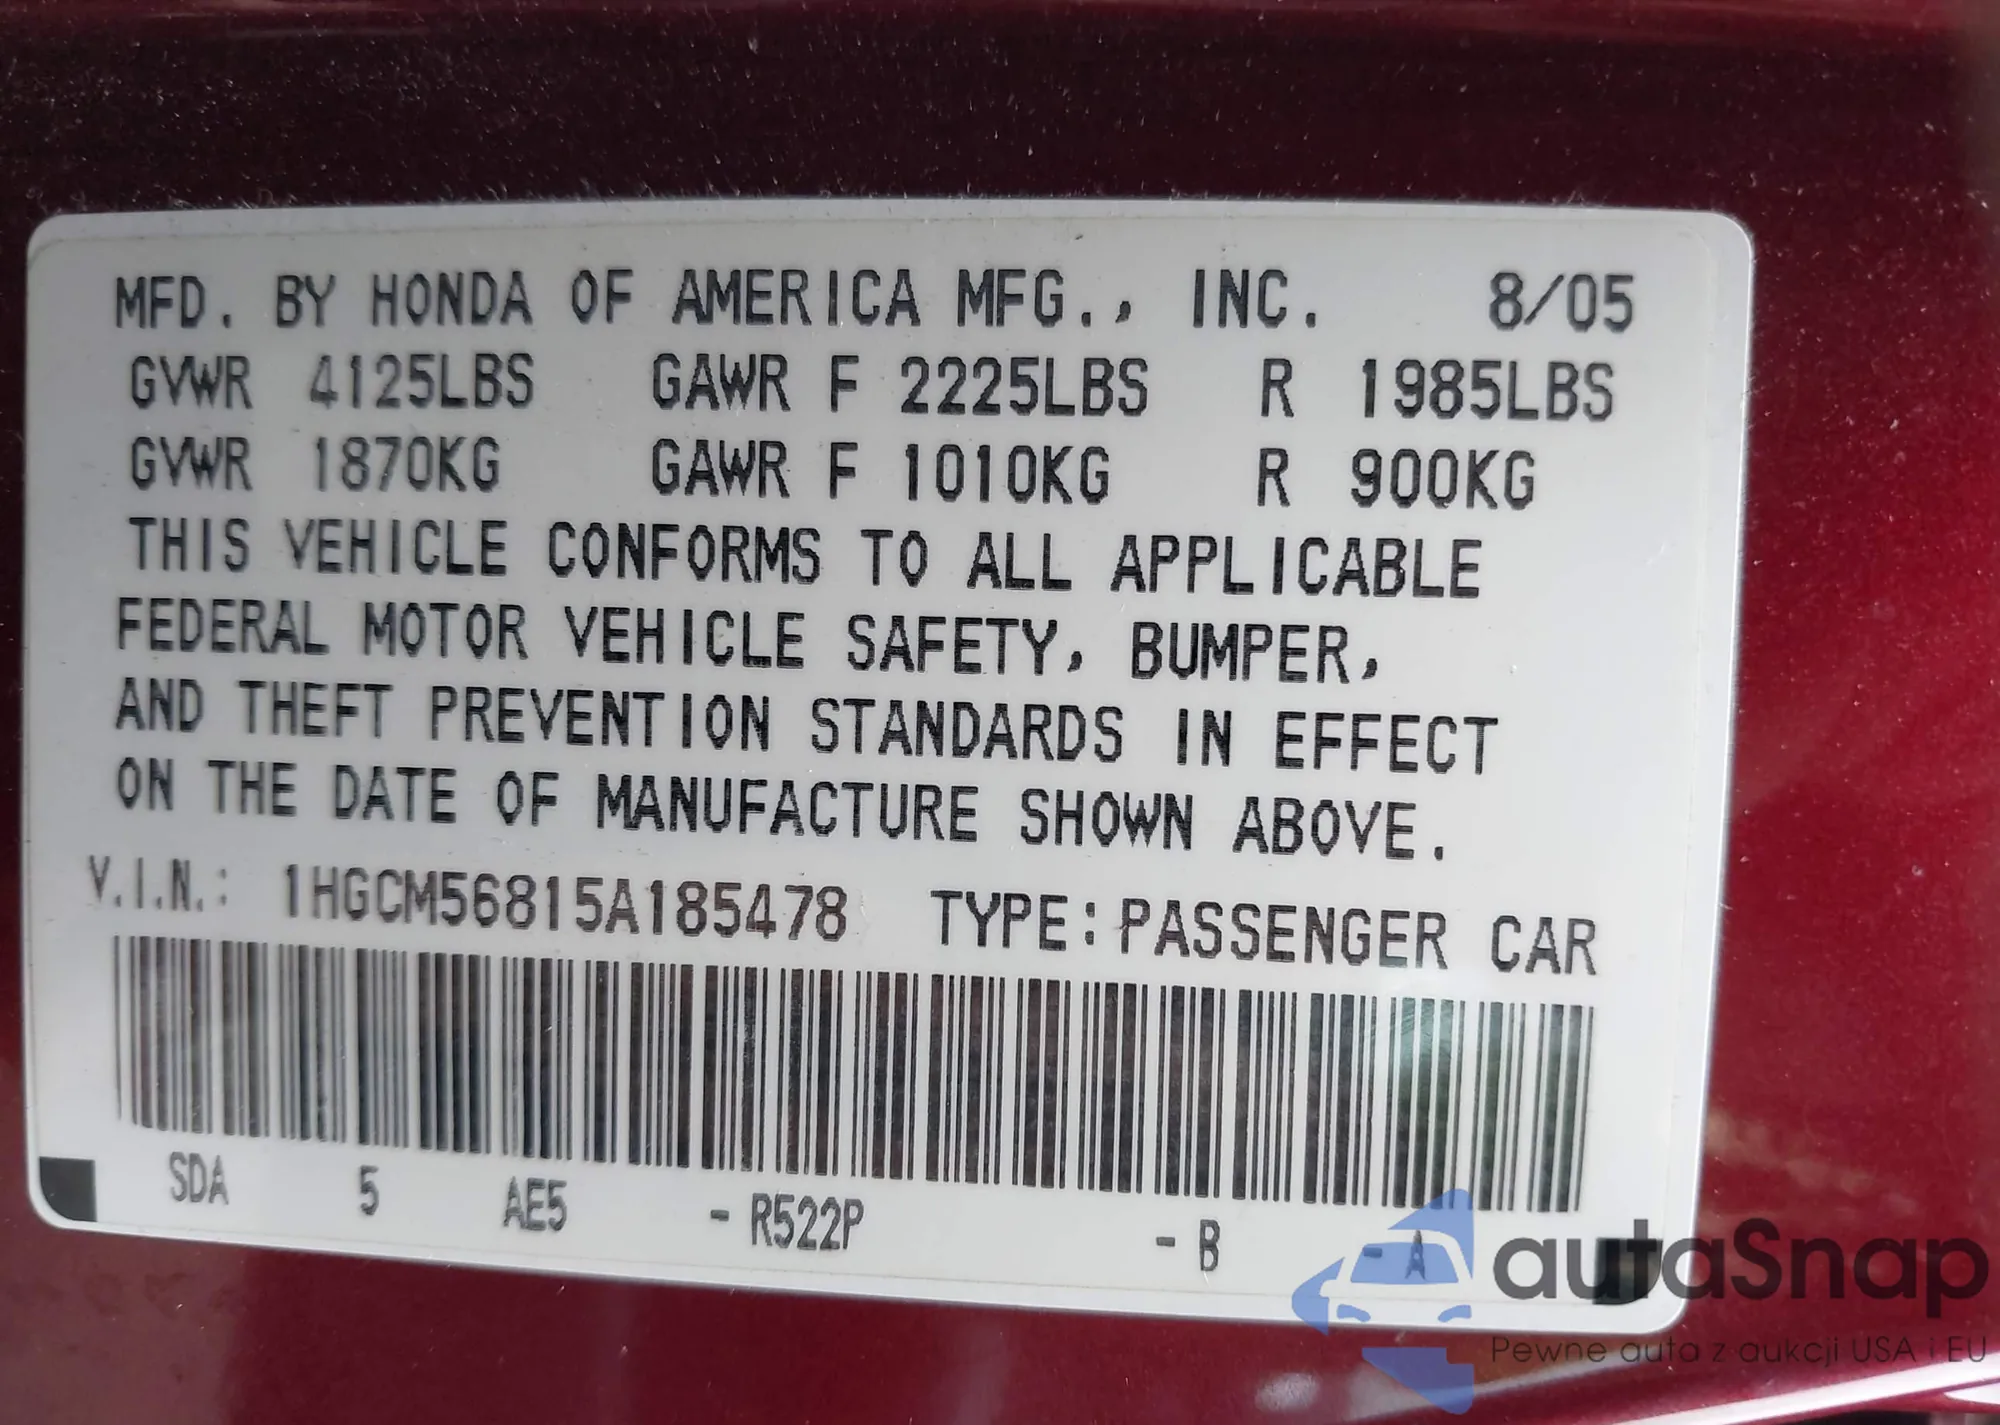 MFD. BY HONDA OF AMERICA MFG., INC. 8/05
GVWR 4125LBS GAWR F 2225LBS R 1985LBS
GVWR 1870KG GAWR F 1010KG R 900KG
THIS VEHICLE CONFORMS TO ALL APPLICABLE
FEDERAL MOTOR VEHICLE SAFETY, BUMPER,
AND THEFT PREVENTION STANDARDS IN EFFECT
ON THE DATE OF MANUFACTURE SHOWN ABOVE.
V.I.N.: 1HGCM56815A185478 TYPE: PASSENGER CAR
SDA 5 AE5 - R522P - B - A
autaSnap
Pewne auta z aukcji USA i EU